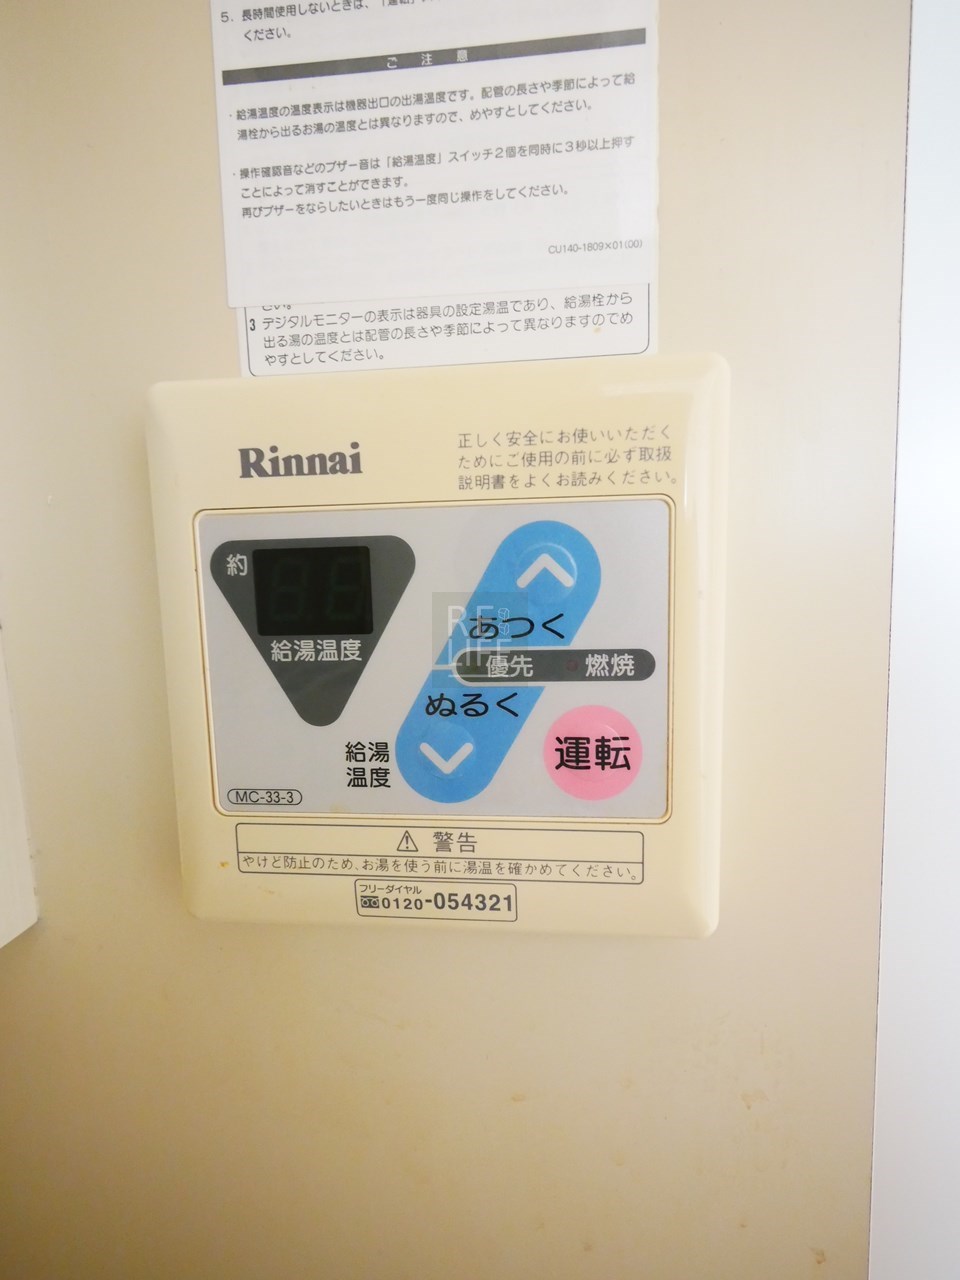 5. 長時間使用しないときは、「運転」
ください。
ご 注 意
・給湯温度の温度表示は機器出口の出湯温度です。配管の長さや季節によって給
湯栓から出るお湯の温度とは異なりますので、めやすとしてください。
・操作確認音などのブザー音は「給湯温度」スイッチ2個を同時に3秒以上押す
ことによって消すことができます。
再びブザーをならしたいときはもう一度同じ操作をしてください。
CU140-1809×01(00)
さい。
3 デジタルモニターの表示は器具の設定湯温であり、給湯栓から
出る湯の温度とは配管の長さや季節によって異なりますのでめ
やすとしてください。
Rinnai
正しく安全にお使いいただく
ためにご使用の前に必ず取扱
説明書をよくお読みください。
約
給湯温度
あつく
RE
LIFE
優先
燃焼
ぬるく
給湯
温度
運転
MC-33-3
⚠ 警告
やけど防止のため、お湯を使う前に湯温を確かめてください。
フリーダイヤル
0120-054321